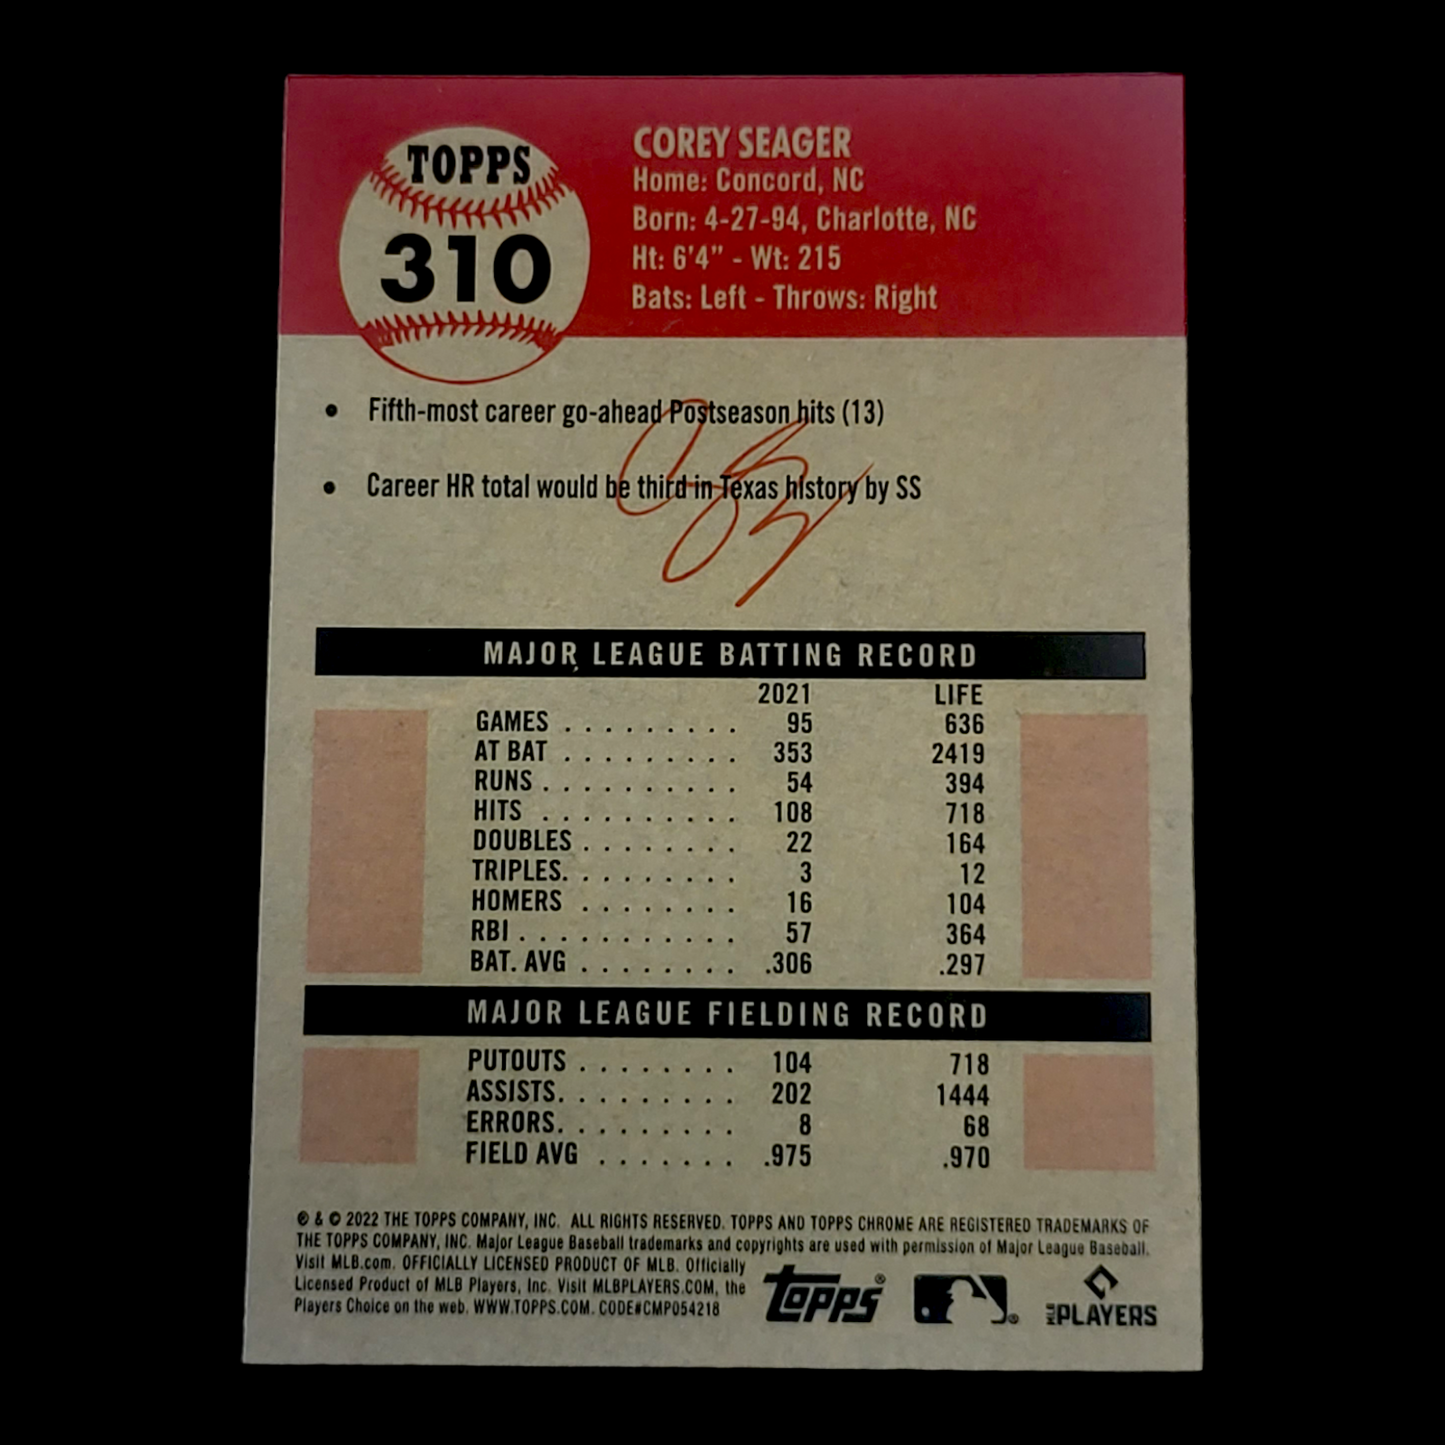 TOPPS
310
COREY SEAGER
Home: Concord, NC
Born: 4-27-94, Charlotte, NC
Ht: 6'4” - Wt: 215
Bats: Left - Throws: Right
• Fifth-most career go-ahead Postseason hits (13)
• Career HR total would be third in Texas history by SS
MAJOR LEAGUE BATTING RECORD
2021 LIFE
GAMES . . . . . . . . . 95 636
AT BAT . . . . . . . . . 353 2419
RUNS . . . . . . . . . . 54 394
HITS . . . . . . . . . . 108 718
DOUBLES . . . . . . . . 22 164
TRIPLES. . . . . . . . . 3 12
HOMERS . . . . . . . . 16 104
RBI . . . . . . . . . . . 57 364
BAT. AVG . . . . . . . . .306 .297
MAJOR LEAGUE FIELDING RECORD
PUTOUTS . . . . . . . . 104 718
ASSISTS. . . . . . . . . 202 1444
ERRORS. . . . . . . . . 8 68
FIELD AVG . . . . . . . .975 .970
® & © 2022 THE TOPPS COMPANY, INC. ALL RIGHTS RESERVED. TOPPS AND TOPPS CHROME ARE REGISTERED TRADEMARKS OF
THE TOPPS COMPANY, INC. Major League Baseball trademarks and copyrights are used with permission of Major League Baseball.
Visit MLB.com. OFFICIALLY LICENSED PRODUCT OF MLB. Officially
Licensed Product of MLB Players, Inc. Visit MLBPLAYERS.COM, the
Players Choice on the web. WWW.TOPPS.COM. CODE#CMP054218
Topps®
MLB PLAYERS